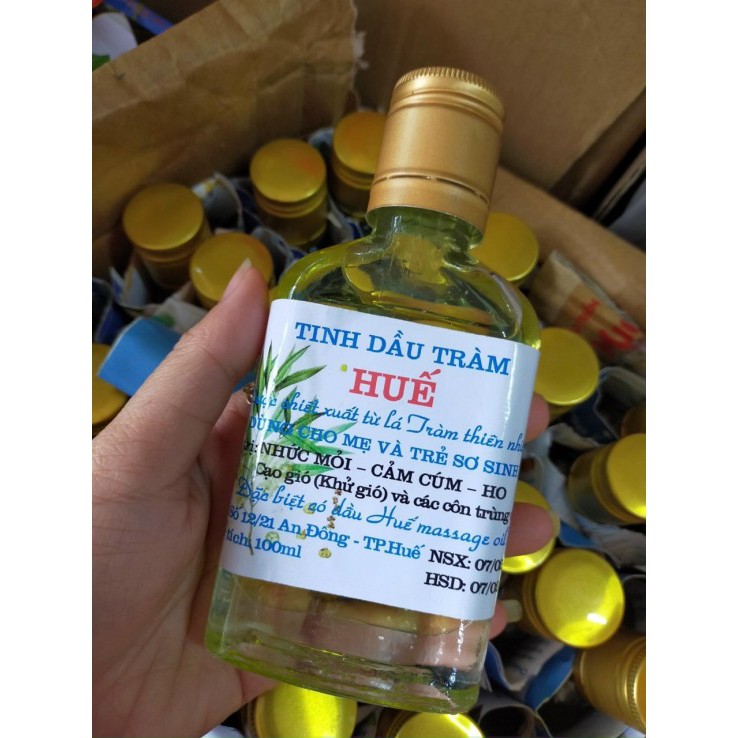 TINH DẦU TRÀM
HUẾ
chiết xuất từ lá Tràm thiên
DÙNG CHO MẸ VÀ TRẺ SƠ SINH
NHỨC MỎI – CẢM CÚM – HO
Cạo gió (Khử gió) và các côn trùng
Đặc biệt có dầu Huế massage oil
Số 12/21 An Đông - TP.Huế
tích: 100ml
NSX: 07/0
HSD: 07/0